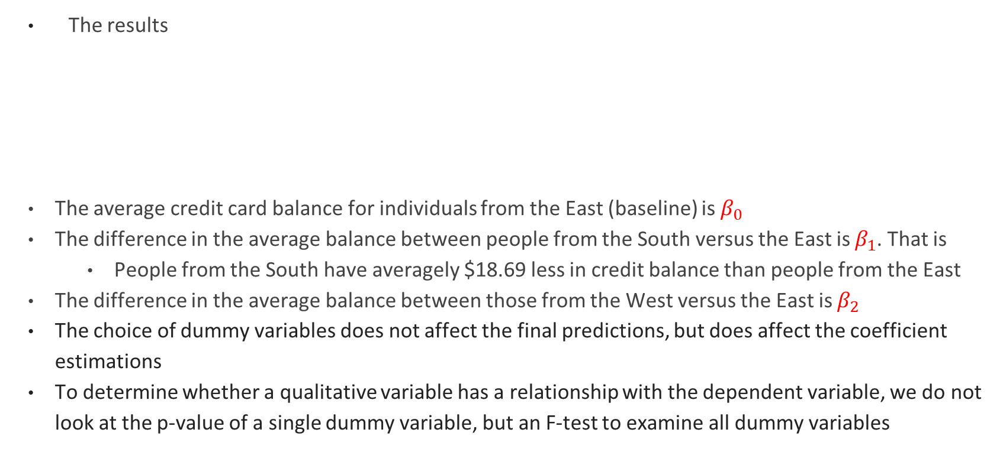 • The results
• The average credit card balance for individuals from the East (baseline) is β₀
• The difference in the average balance between people from the South versus the East is β₁. That is
• People from the South have averagely $18.69 less in credit balance than people from the East
• The difference in the average balance between those from the West versus the East is β₂
• The choice of dummy variables does not affect the final predictions, but does affect the coefficient
estimations
• To determine whether a qualitative variable has a relationship with the dependent variable, we do not
look at the p-value of a single dummy variable, but an F-test to examine all dummy variables